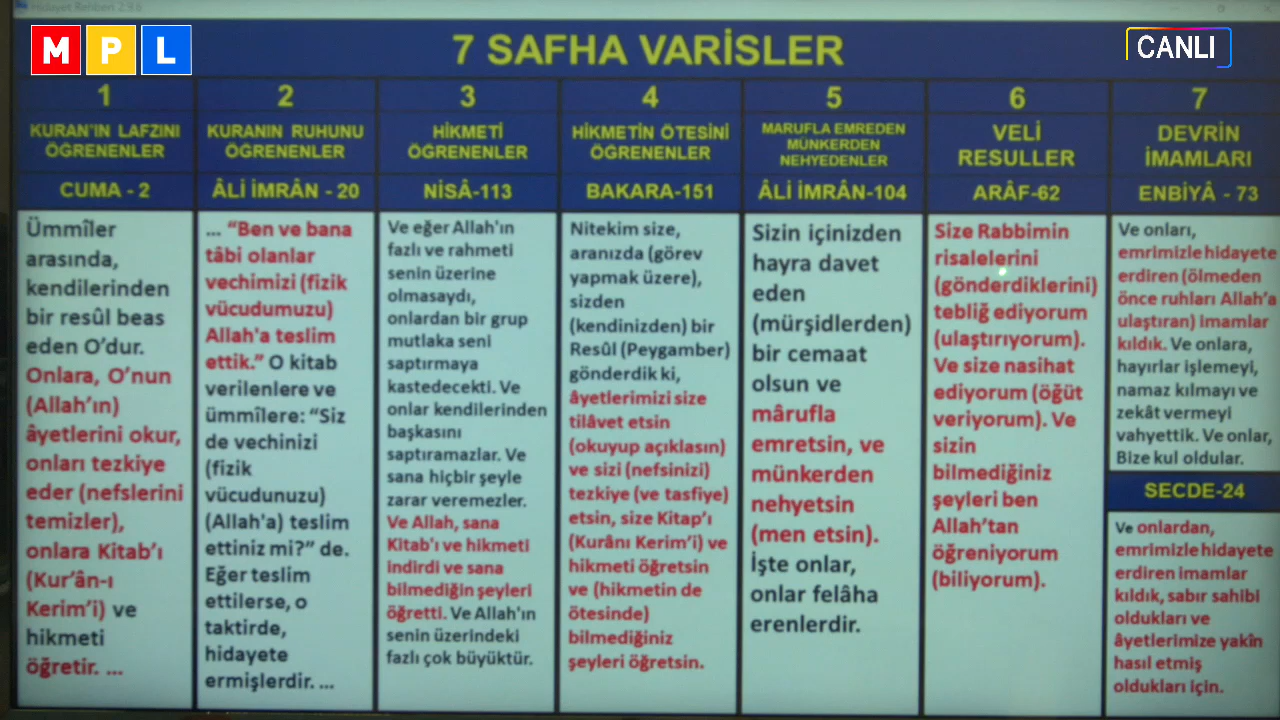 Hidayet Rehberi 2.9.6
MPL
CANLI
7 SAFHA VARİSLER
1
KURAN'IN LAFZINI
ÖĞRENENLER
CUMA - 2
Ümmîler
arasında,
kendilerinden
bir resûl beas
eden O’dur.
Onlara, O’nun
(Allah’ın)
âyetlerini okur,
onları tezkiye
eder (nefslerini
temizler),
onlara Kitab’ı
(Kur’ân-ı
Kerim’i) ve
hikmeti
öğretir. ...
2
KURANIN RUHUNU
ÖĞRENENLER
ÂLİ İMRÂN - 20
... “Ben ve bana
tâbi olanlar
vechimizi (fizik
vücudumuzu)
Allah'a teslim
ettik.” O kitab
verilenlere ve
ümmîlere: “Siz
de vechinizi
(fizik
vücudunuzu)
(Allah'a) teslim
ettiniz mi?” de.
Eğer teslim
ettilerse, o
taktirde,
hidayete
ermişlerdir. ...
3
HİKMETİ
ÖĞRENENLER
NİSÂ-113
Ve eğer Allah'ın
fazlı ve rahmeti
senin üzerine
olmasaydı,
onlardan bir grup
mutlaka seni
saptırmaya
kastedecekti. Ve
onlar kendilerinden
başkasını
saptıramazlar. Ve
sana hiçbir şeyle
zarar veremezler.
Ve Allah, sana
Kitab'ı ve hikmeti
indirdi ve sana
bilmediğin şeyleri
öğretti. Ve Allah'ın
senin üzerindeki
fazlı çok büyüktür.
4
HİKMETİN ÖTESİNİ
ÖĞRENENLER
BAKARA-151
Nitekim size,
aranızda (görev
yapmak üzere),
sizden
(kendinizden) bir
Resûl (Peygamber)
gönderdik ki,
âyetlerimizi size
tilâvet etsin
(okuyup açıklasın)
ve sizi (nefsinizi)
tezkiye (ve tasfiye)
etsin, size Kitap’ı
(Kurânı Kerim’i) ve
hikmeti öğretsin
ve (hikmetin de
ötesinde)
bilmediğiniz
şeyleri öğretsin.
5
MARUFLA EMREDEN
MÜNKERDEN
NEHYEDENLER
ÂLİ İMRÂN-104
Sizin içinizden
hayra davet
eden
(mürşidlerden)
bir cemaat
olsun ve
mârufla
emretsin, ve
münkerden
nehyetsin
(men etsin).
İşte onlar,
onlar felâha
erenlerdir.
6
VELİ
RESULLER
ARÂF-62
Size Rabbimin
risalelerini
(gönderdiklerini)
tebliğ ediyorum
(ulaştırıyorum).
Ve size nasihat
ediyorum (öğüt
veriyorum). Ve
sizin
bilmediğiniz
şeyleri ben
Allah’tan
öğreniyorum
(biliyorum).
7
DEVRİN
İMAMLARI
ENBİYÂ - 73
Ve onları,
emrimizle hidayete
erdiren (ölmeden
önce ruhları Allah’a
ulaştıran) imamlar
kıldık. Ve onlara,
hayırlar işlemeyi,
namaz kılmayı ve
zekât vermeyi
vahyettik. Ve onlar,
Bize kul oldular.
SECDE-24
Ve onlardan,
emrimizle hidayete
erdiren imamlar
kıldık, sabır sahibi
oldukları ve
âyetlerimize yakîn
hasıl etmiş
oldukları için.